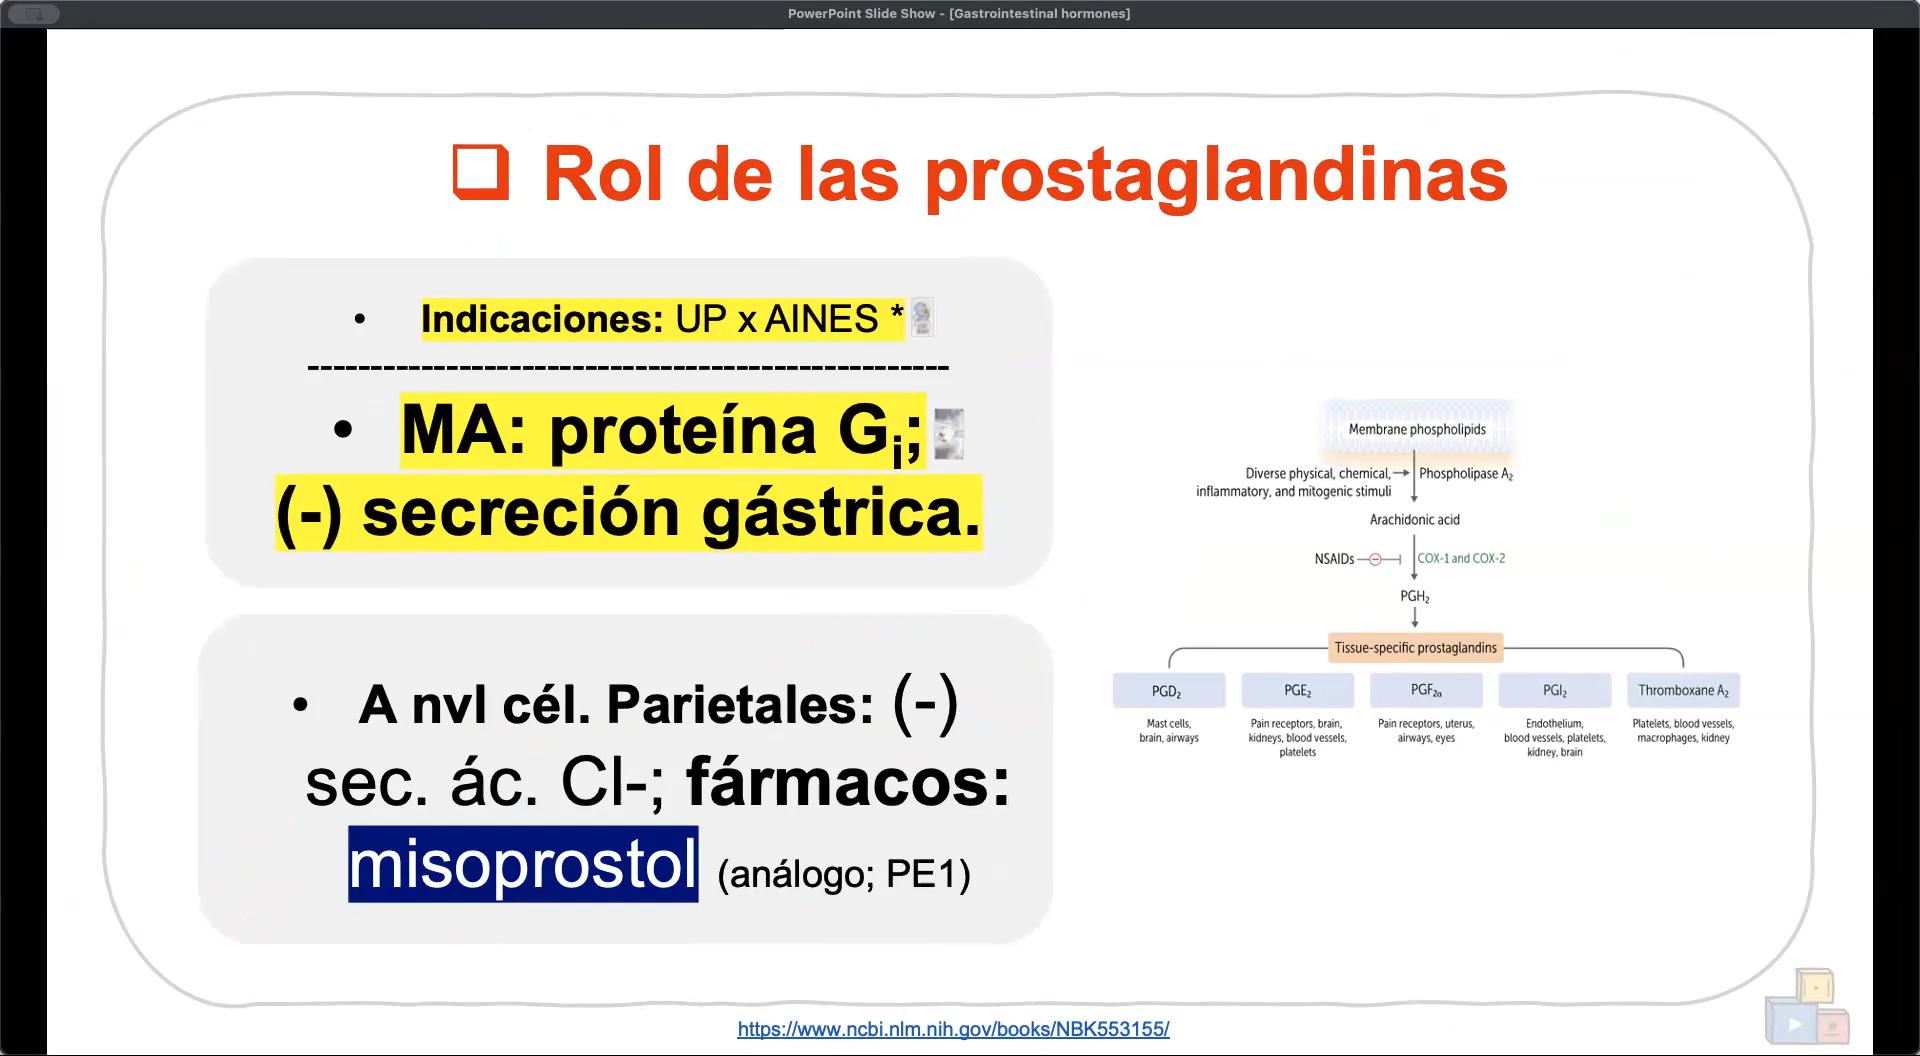 PowerPoint Slide Show - [Gastrointestinal hormones]
Rol de las prostaglandinas
• Indicaciones: UP x AINES *
---------------------------------------------------
• MA: proteína Gi;
(-) secreción gástrica.
• A nvl cél. Parietales: (-)
sec. ác. Cl-; fármacos:
misoprostol (análogo; PE1)
Membrane phospholipids
Diverse physical, chemical,
inflammatory, and mitogenic stimuli
Phospholipase A2
Arachidonic acid
NSAIDs
COX-1 and COX-2
PGH2
Tissue-specific prostaglandins
PGD2
Mast cells,
brain, airways
PGE2
Pain receptors, brain,
kidneys, blood vessels,
platelets
PGF2α
Pain receptors, uterus,
airways, eyes
PGI2
Endothelium,
blood vessels, platelets,
kidney, brain
Thromboxane A2
Platelets, blood vessels,
macrophages, kidney
https://www.ncbi.nlm.nih.gov/books/NBK553155/